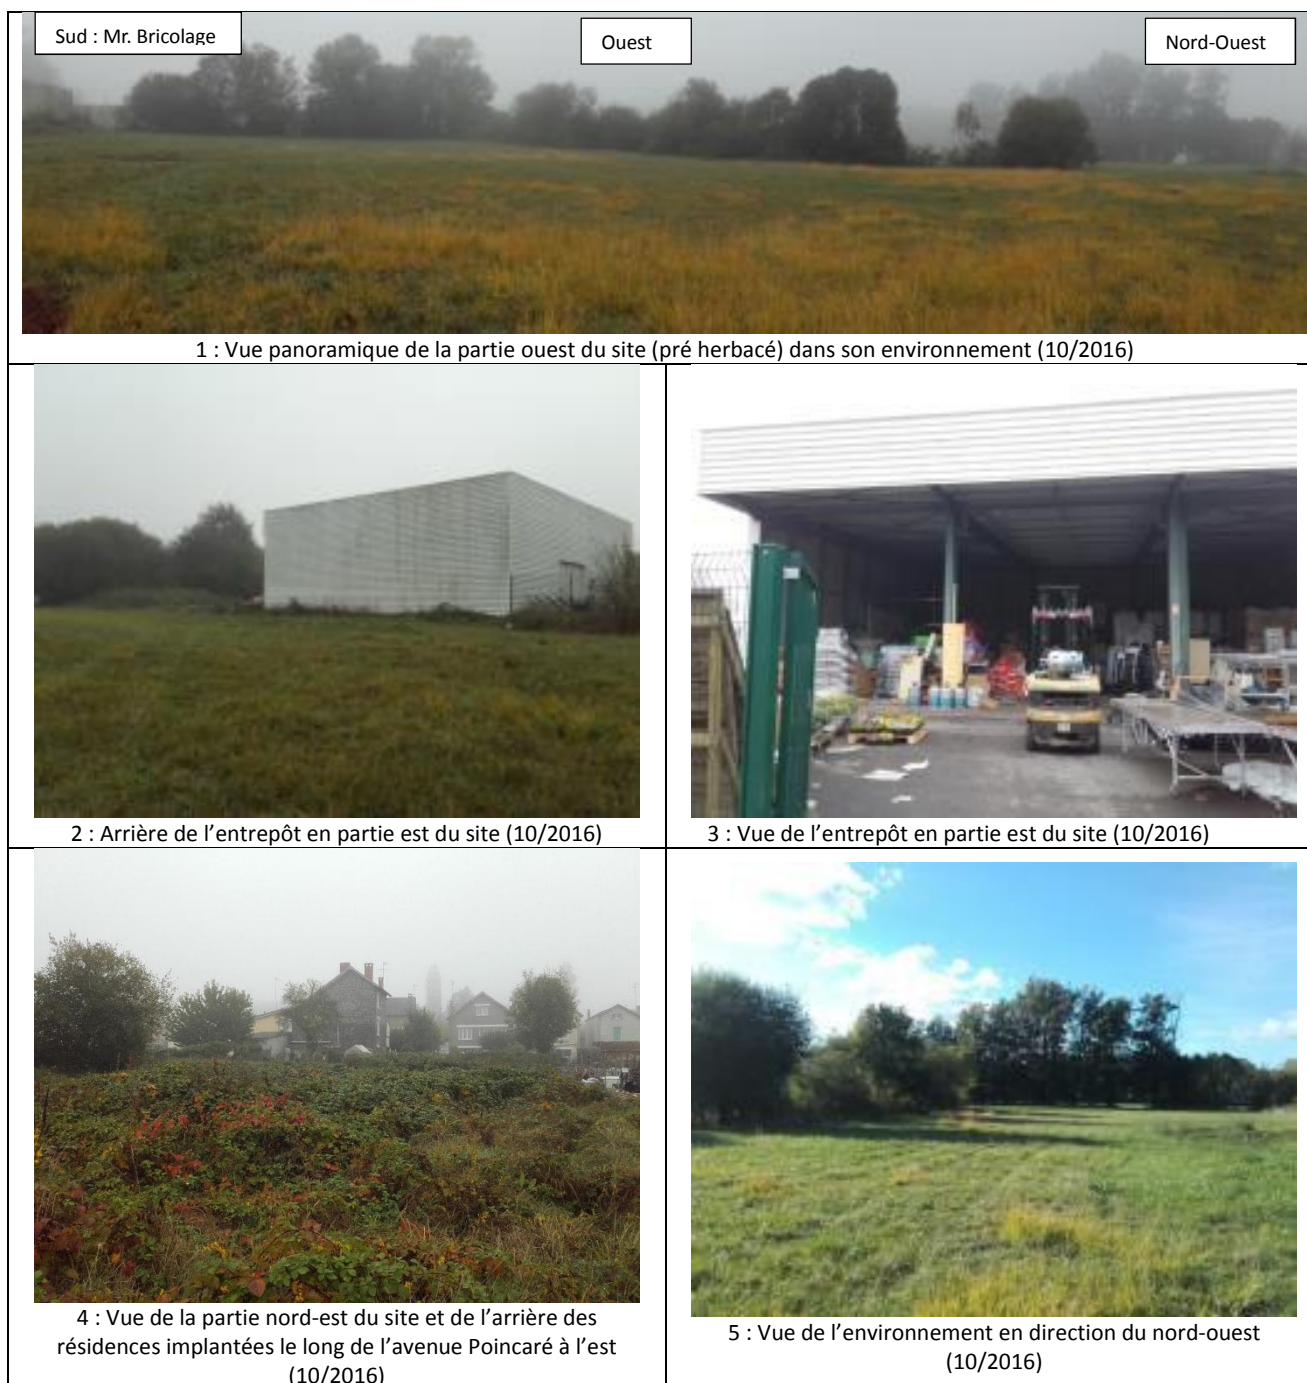 Sud : Mr. Bricolage
Ouest
Nord-Ouest
1 : Vue panoramique de la partie ouest du site (pré herbacé) dans son environnement (10/2016)
2 : Arrière de l’entrepôt en partie est du site (10/2016)
3 : Vue de l’entrepôt en partie est du site (10/2016)
4 : Vue de la partie nord-est du site et de l’arrière des
résidences implantées le long de l’avenue Poincaré à l’est
(10/2016)
5 : Vue de l’environnement en direction du nord-ouest
(10/2016)